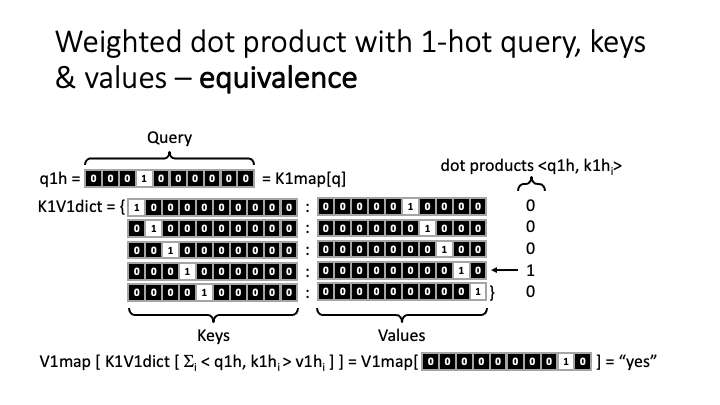 Weighted dot product with 1-hot query, keys
& values – equivalence
Query
dot products <q1h, k1hᵢ>
q1h = 0 0 0 1 0 0 0 0 0 0 = K1map[q]
K1V1dict = { 1 0 0 0 0 0 0 0 0 0 : 0 0 0 0 0 1 0 0 0 0 0
0 1 0 0 0 0 0 0 0 0 : 0 0 0 0 0 0 1 0 0 0 0
0 0 1 0 0 0 0 0 0 0 : 0 0 0 0 0 0 0 1 0 0 0
0 0 0 1 0 0 0 0 0 0 : 0 0 0 0 0 0 0 0 1 0 ← 1
0 0 0 0 1 0 0 0 0 0 : 0 0 0 0 0 0 0 0 0 1 } 0
Keys Values
V1map [ K1V1dict [ Σᵢ < q1h, k1hᵢ > v1hᵢ ] ] = V1map[ 0 0 0 0 0 0 0 0 1 0 ] = “yes”